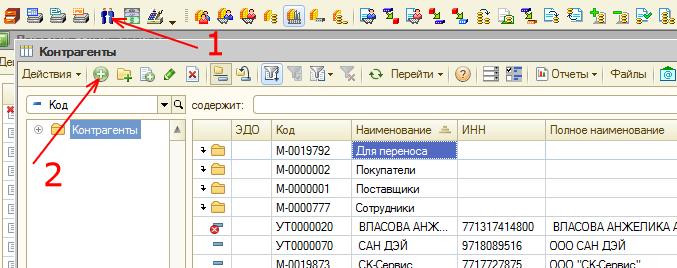 1
Контрагенты
Действия Перейти ? Отчеты Файлы @
2
Код содержит:
Контрагенты
ЭДО Код Наименование ИНН Полное наименование
М-0019792 Для переноса
М-0000002 Покупатели
М-0000001 Поставщики
М-0000777 Сотрудники
УТ0000020 ВЛАСОВА АНЖ... 771317414800 ВЛАСОВА АНЖЕЛИКА А
УТ0000070 САН ДЭЙ 9718089516 ООО САН ДЭЙ
М-0019873 СК-Сервис 7717727875 ООО "СК-Сервис"